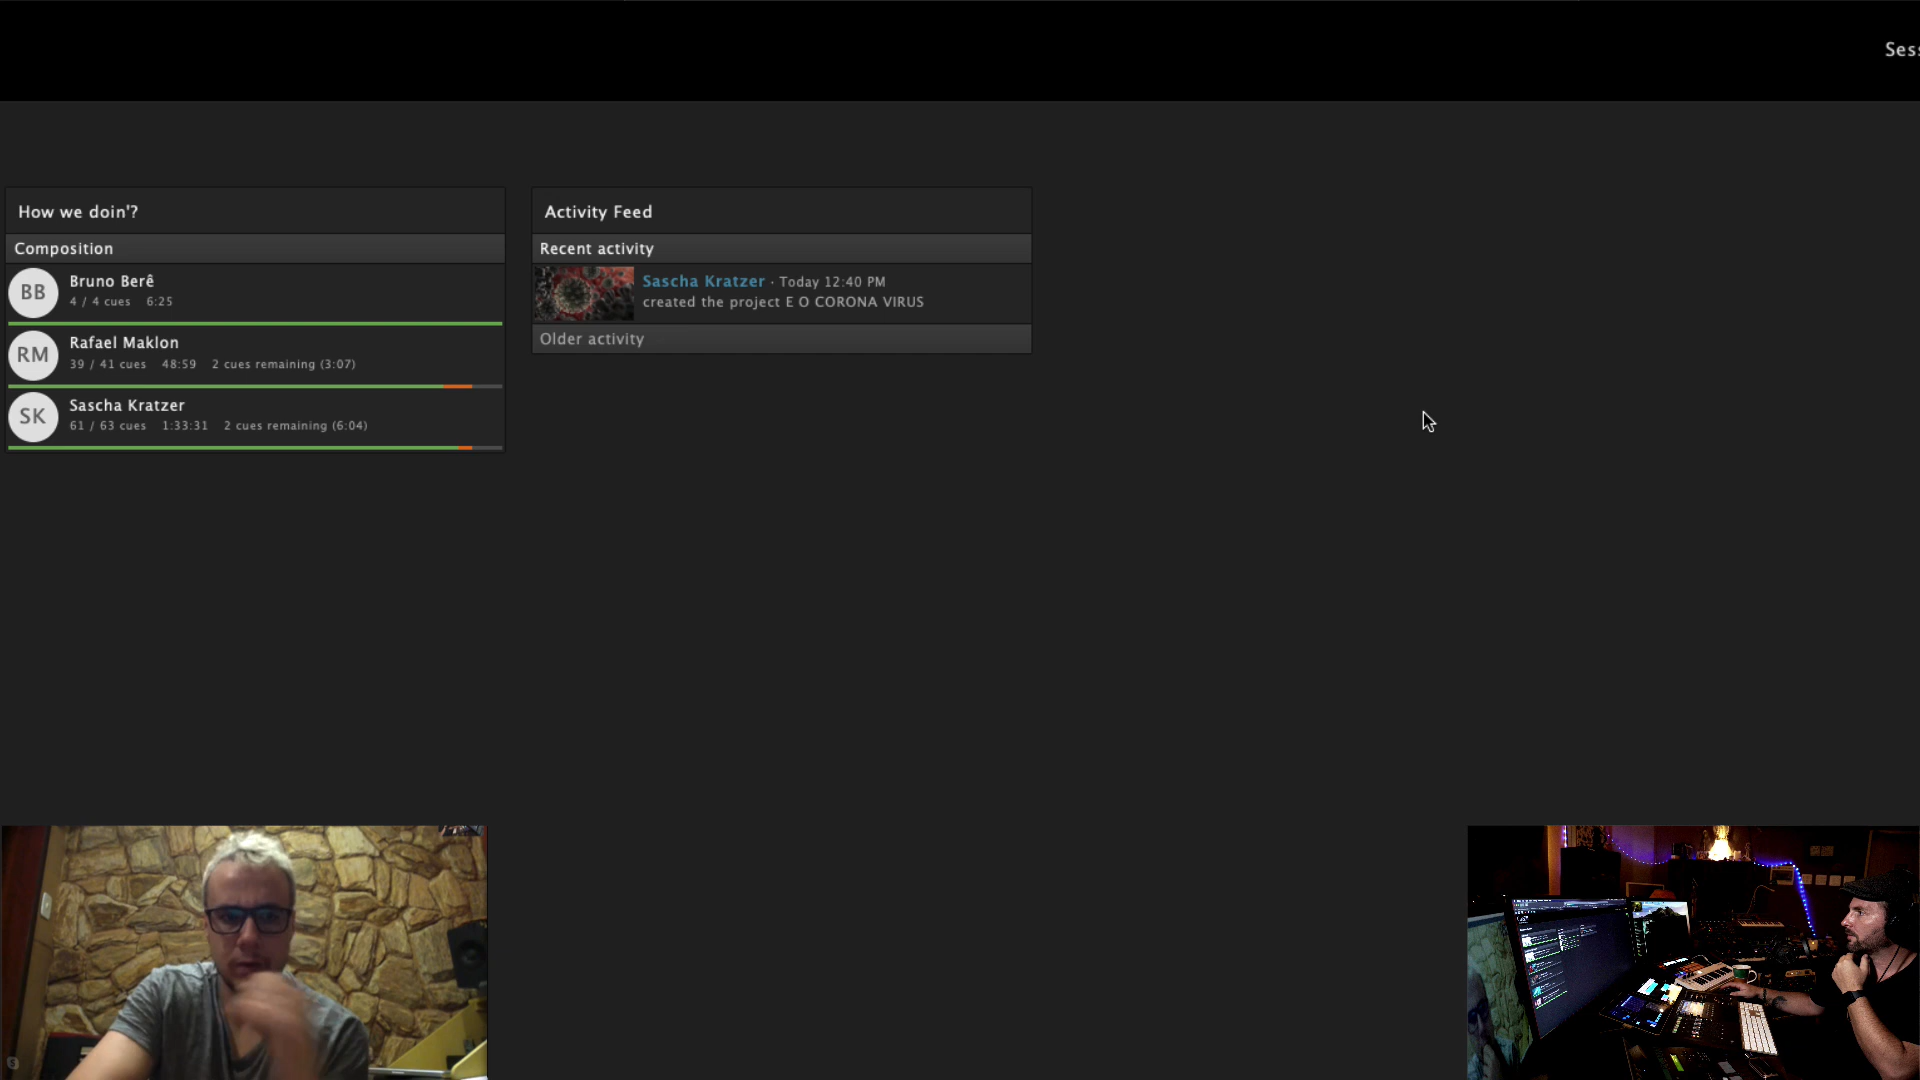 Sess
How we doin'?
Composition
BB
Bruno Berê
4 / 4 cues 6:25
RM
Rafael Maklon
39 / 41 cues 48:59 2 cues remaining (3:07)
SK
Sascha Kratzer
61 / 63 cues 1:33:31 2 cues remaining (6:04)
Activity Feed
Recent activity
Sascha Kratzer · Today 12:40 PM
created the project E O CORONA VIRUS
Older activity